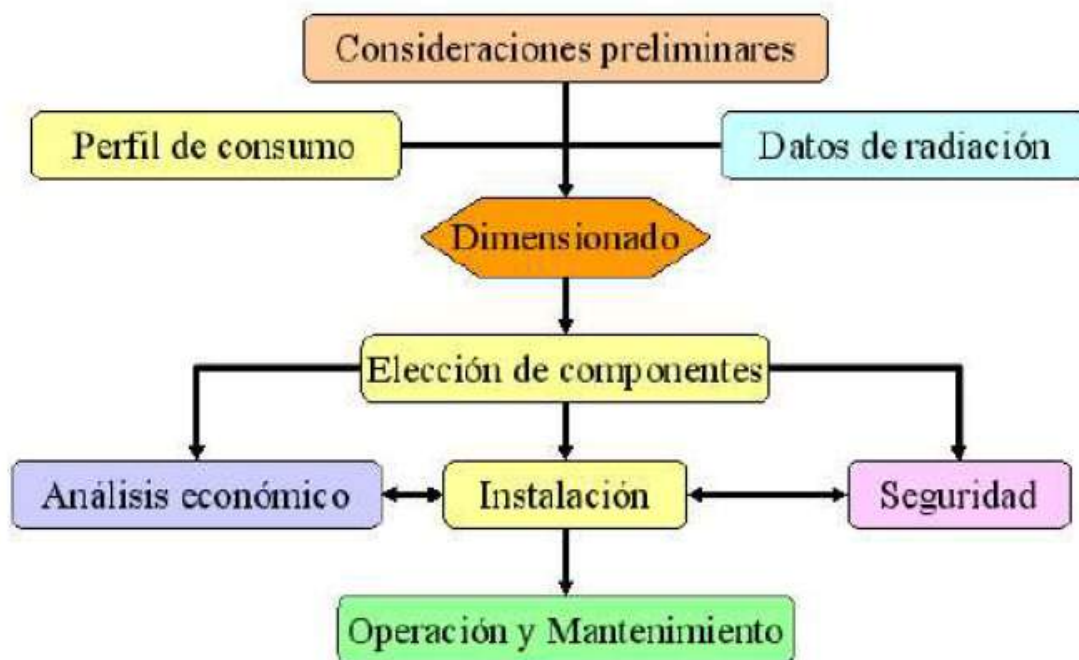 Consideraciones preliminares
Perfil de consumo
Datos de radiación
Dimensionado
Elección de componentes
Análisis económico
Instalación
Seguridad
Operación y Mantenimiento